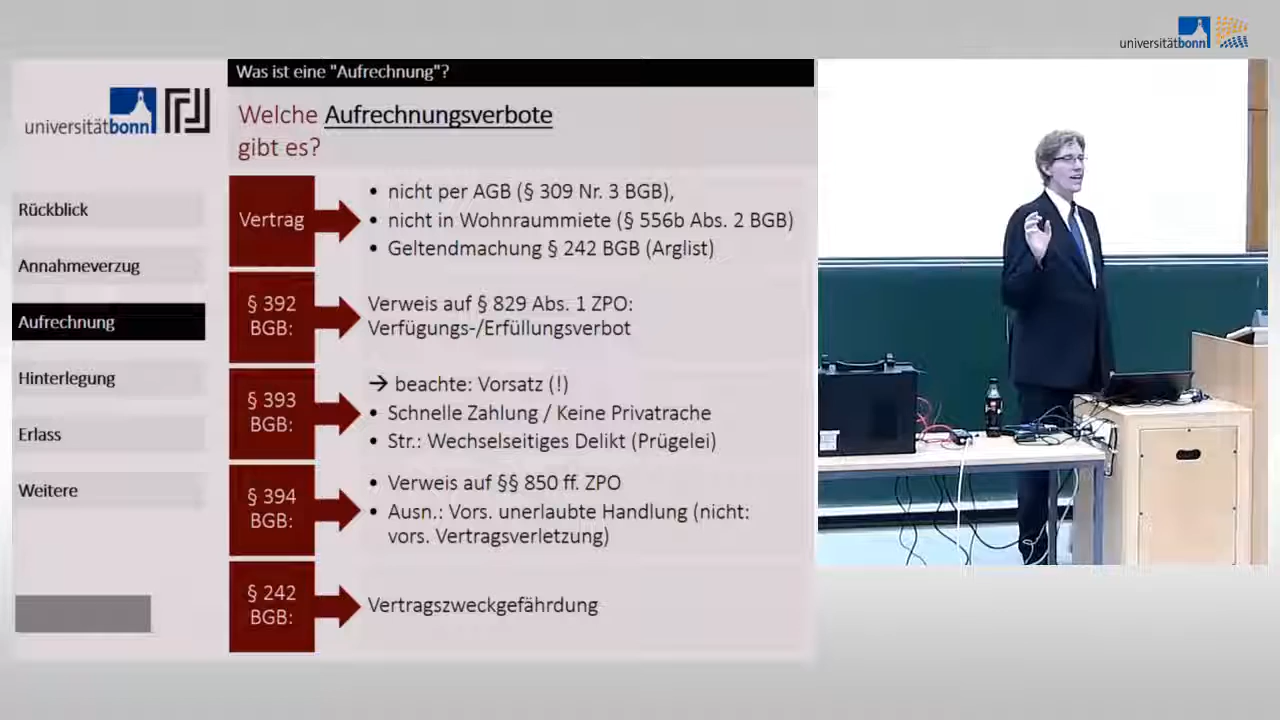 universitätbonn
Was ist eine "Aufrechnung"?
universitätbonn
Welche Aufrechnungsverbote
gibt es?
Rückblick
Annahmeverzug
Aufrechnung
Hinterlegung
Erlass
Weitere
Vertrag
• nicht per AGB (§ 309 Nr. 3 BGB),
• nicht in Wohnraummiete (§ 556b Abs. 2 BGB)
• Geltendmachung § 242 BGB (Arglist)
§ 392
BGB:
Verweis auf § 829 Abs. 1 ZPO:
Verfügungs-/Erfüllungsverbot
§ 393
BGB:
→ beachte: Vorsatz (!)
• Schnelle Zahlung / Keine Privatrache
• Str.: Wechselseitiges Delikt (Prügelei)
§ 394
BGB:
• Verweis auf §§ 850 ff. ZPO
• Ausn.: Vors. unerlaubte Handlung (nicht:
vors. Vertragsverletzung)
§ 242
BGB:
Vertragszweckgefährdung